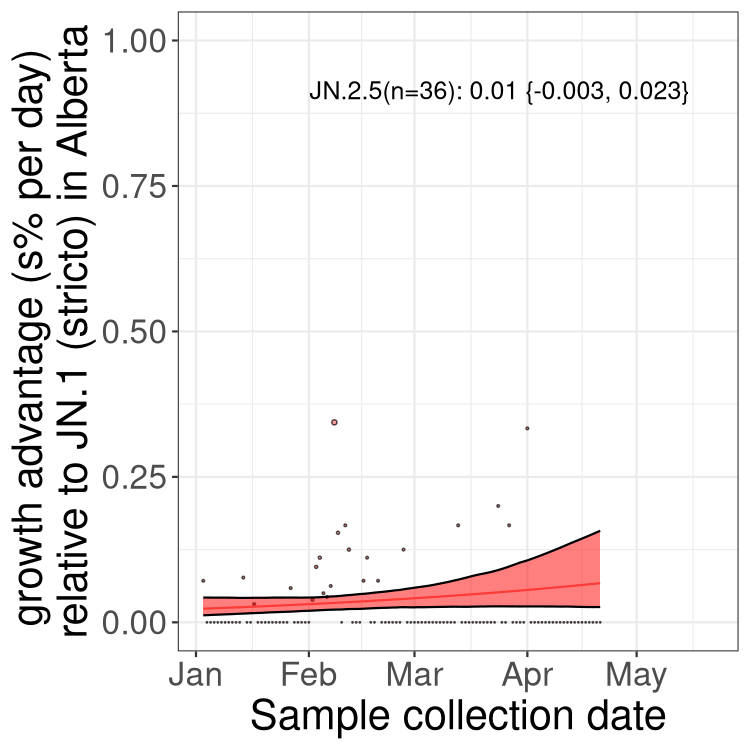 growth advantage (s% per day)
relative to JN.1 (stricto) in Alberta
1.00
0.75
0.50
0.25
0.00
JN.2.5(n=36): 0.01 {-0.003, 0.023}
Jan Feb Mar Apr May
Sample collection date